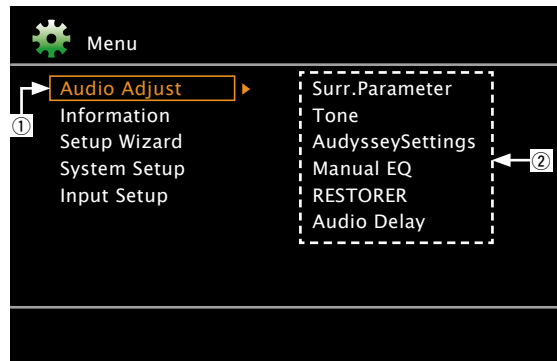 Menu
Audio Adjust
Information
Setup Wizard
System Setup
Input Setup
Surr.Parameter
Tone
AudysseySettings
Manual EQ
RESTORER
Audio Delay
①
②